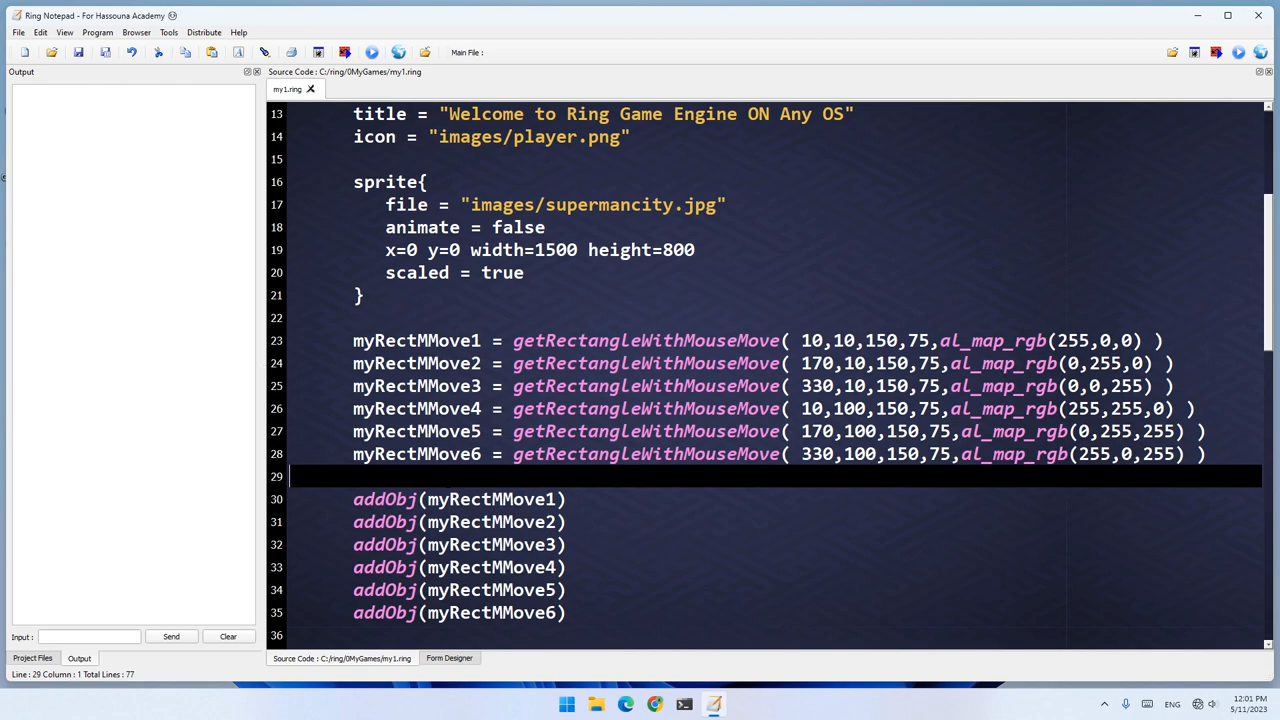 Ring Notepad - For Hassouna Academy
File Edit View Program Browser Tools Distribute Help
Main File :
Output
Source Code : C:/ring/0MyGames/my1.ring
my1.ring
13 title = "Welcome to Ring Game Engine ON Any OS"
14 icon = "images/player.png"
15
16 sprite{
17 file = "images/supermancity.jpg"
18 animate = false
19 x=0 y=0 width=1500 height=800
20 scaled = true
21 }
22
23 myRectMMove1 = getRectangleWithMouseMove( 10,10,150,75,al_map_rgb(255,0,0) )
24 myRectMMove2 = getRectangleWithMouseMove( 170,10,150,75,al_map_rgb(0,255,0) )
25 myRectMMove3 = getRectangleWithMouseMove( 330,10,150,75,al_map_rgb(0,0,255) )
26 myRectMMove4 = getRectangleWithMouseMove( 10,100,150,75,al_map_rgb(255,255,0) )
27 myRectMMove5 = getRectangleWithMouseMove( 170,100,150,75,al_map_rgb(0,255,255) )
28 myRectMMove6 = getRectangleWithMouseMove( 330,100,150,75,al_map_rgb(255,0,255) )
29
30 addObj(myRectMMove1)
31 addObj(myRectMMove2)
32 addObj(myRectMMove3)
33 addObj(myRectMMove4)
34 addObj(myRectMMove5)
35 addObj(myRectMMove6)
36
Input : Send Clear
Project Files Output
Source Code : C:/ring/0MyGames/my1.ring Form Designer
Line : 29 Column : 1 Total Lines : 77
ENG
12:01 PM
5/11/2023